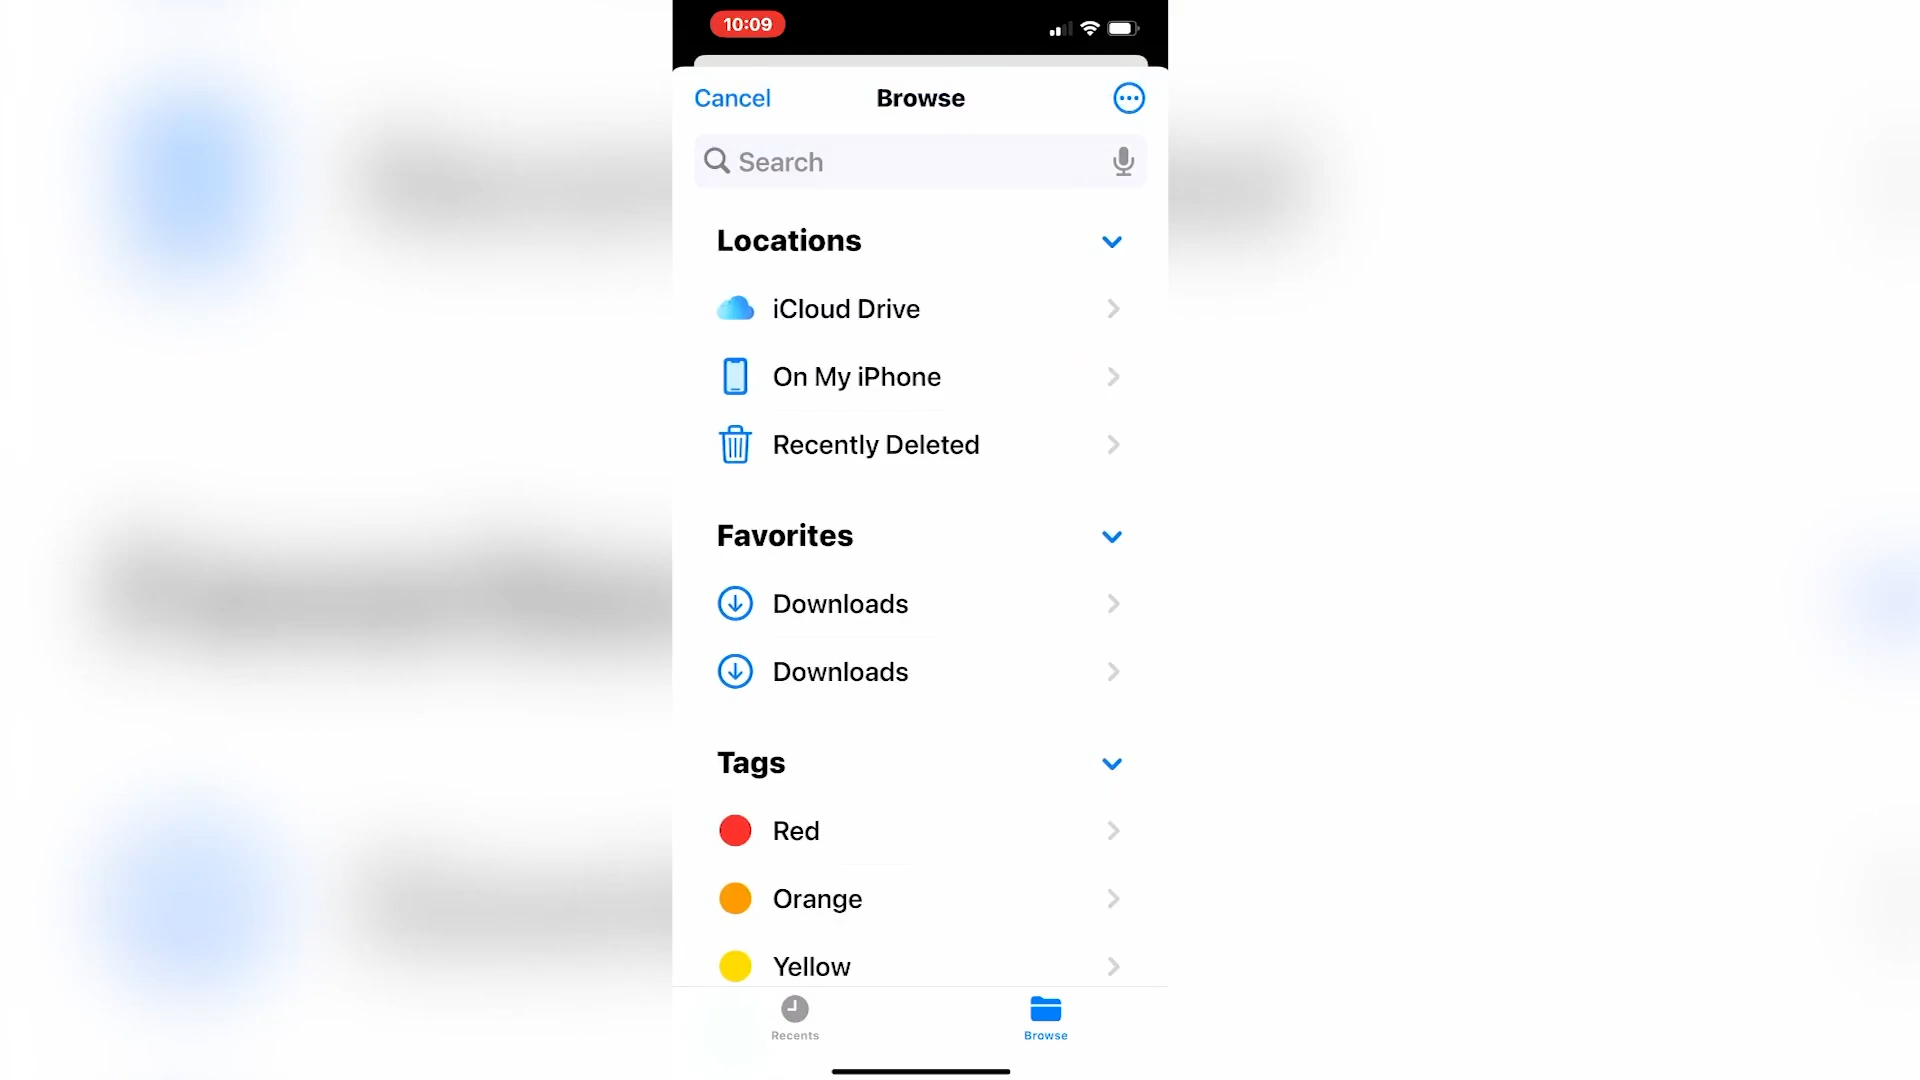 10:09
Cancel
Browse
Search
Locations
iCloud Drive
On My iPhone
Recently Deleted
Favorites
Downloads
Downloads
Tags
Red
Orange
Yellow
Recents
Browse